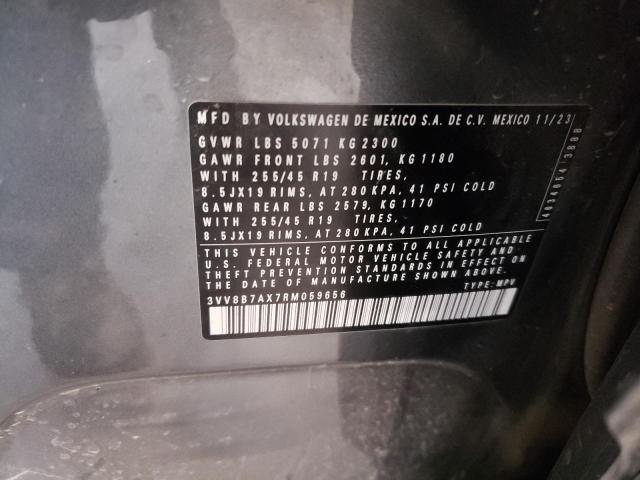 MFD BY VOLKSWAGEN DE MEXICO S.A. DE C.V. MEXICO 11/23
GVWR LBS 5071 KG 2300
GAWR FRONT LBS 2601, KG 1180
WITH 255/45 R19 TIRES,
8.5JX19 RIMS, AT 280 KPA, 41 PSI COLD
GAWR REAR LBS 2579, KG 1170
WITH 255/45 R19 TIRES,
8.5JX19 RIMS, AT 280 KPA, 41 PSI COLD
THIS VEHICLE CONFORMS TO ALL APPLICABLE
U.S. FEDERAL MOTOR VEHICLE SAFETY AND
THEFT PREVENTION STANDARDS IN EFFECT ON
THE DATE OF MANUFACTURE SHOWN ABOVE.
3VV8B7AX7RM059656 TYPE: MPV